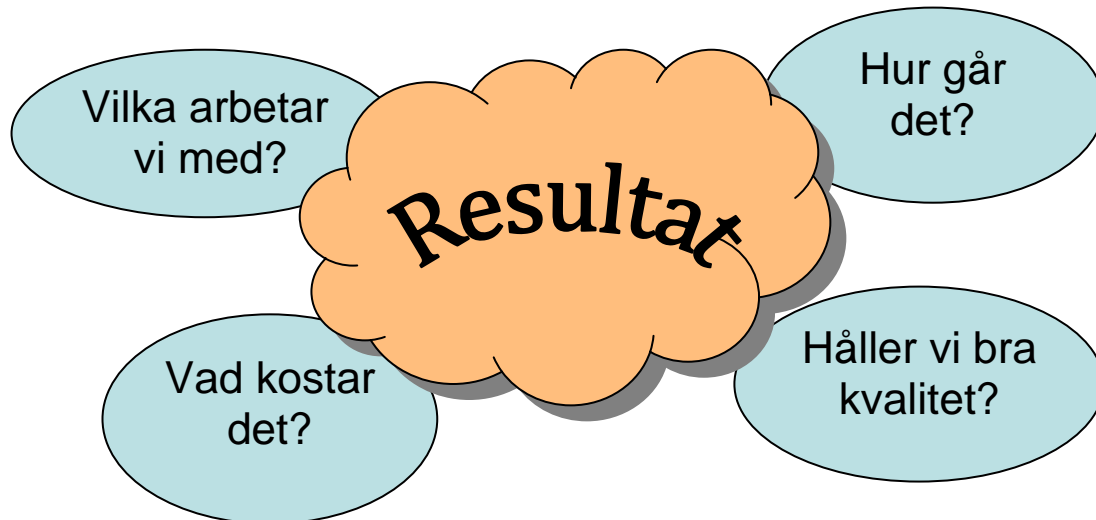 Vilka arbetar
vi med?
Hur går
det?
Resultat
Vad kostar
det?
Håller vi bra
kvalitet?